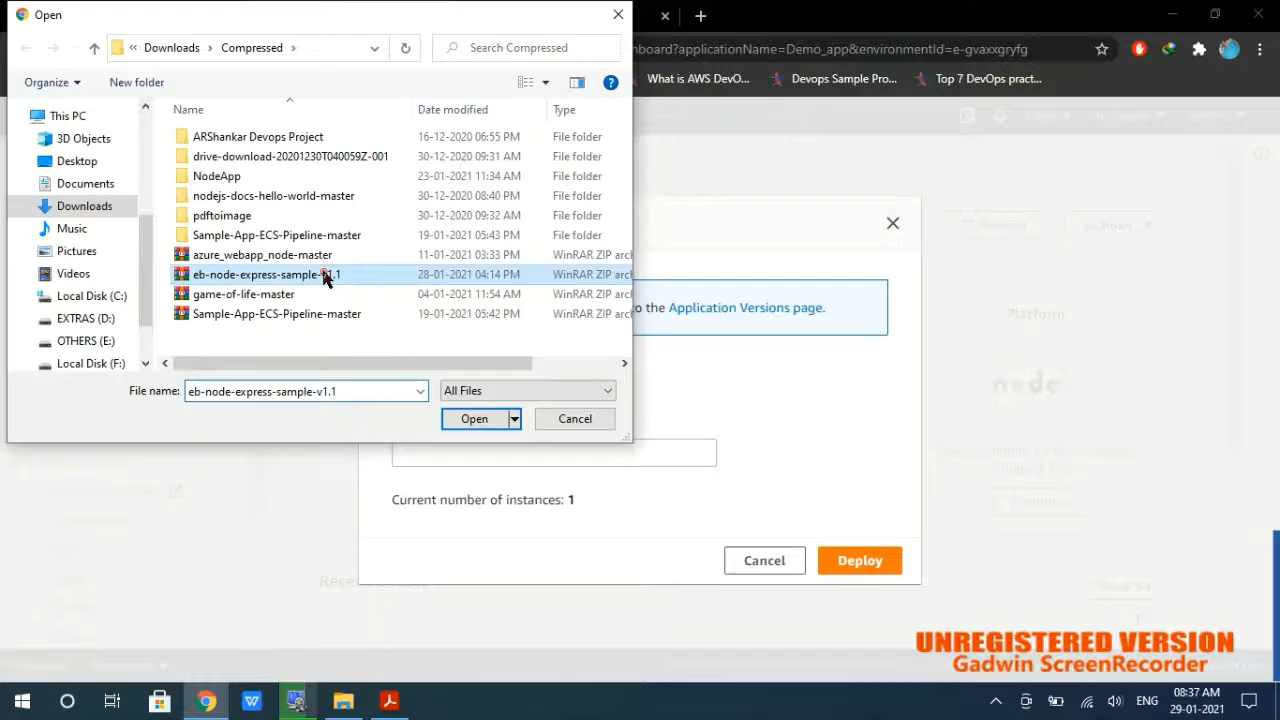 Open
hboard?applicationName=Demo_app&environmentId=e-gvaxxgryfg
Downloads
Compressed
Search Compressed
What is AWS DevO...
Devops Sample Pro...
Top 7 DevOps pract...
Organize
New folder
Name
Date modified
Type
This PC
3D Objects
Desktop
Documents
Downloads
Music
Pictures
Videos
Local Disk (C:)
EXTRAS (D:)
OTHERS (E:)
Local Disk (F:)
ARShankar Devops Project 16-12-2020 06:55 PM File folder
drive-download-20201230T040059Z-001 30-12-2020 09:31 AM File folder
NodeApp 23-01-2021 11:34 AM File folder
nodejs-docs-hello-world-master 30-12-2020 08:40 PM File folder
pdftoimage 30-12-2020 09:32 AM File folder
Sample-App-ECS-Pipeline-master 19-01-2021 05:43 PM File folder
azure_webapp_node-master 11-01-2021 03:33 PM WinRAR ZIP arc
eb-node-express-sample-v1.1 28-01-2021 04:14 PM WinRAR ZIP arc
game-of-life-master 04-01-2021 11:54 AM WinRAR ZIP arc
Sample-App-ECS-Pipeline-master 19-01-2021 05:42 PM WinRAR ZIP arc
File name: eb-node-express-sample-v1.1
All Files
Open
Cancel
o the Application Versions page.
Platform
node
Current number of instances: 1
Cancel
Deploy
UNREGISTERED VERSION
Gadwin ScreenRecorder
ENG
08:37 AM
29-01-2021